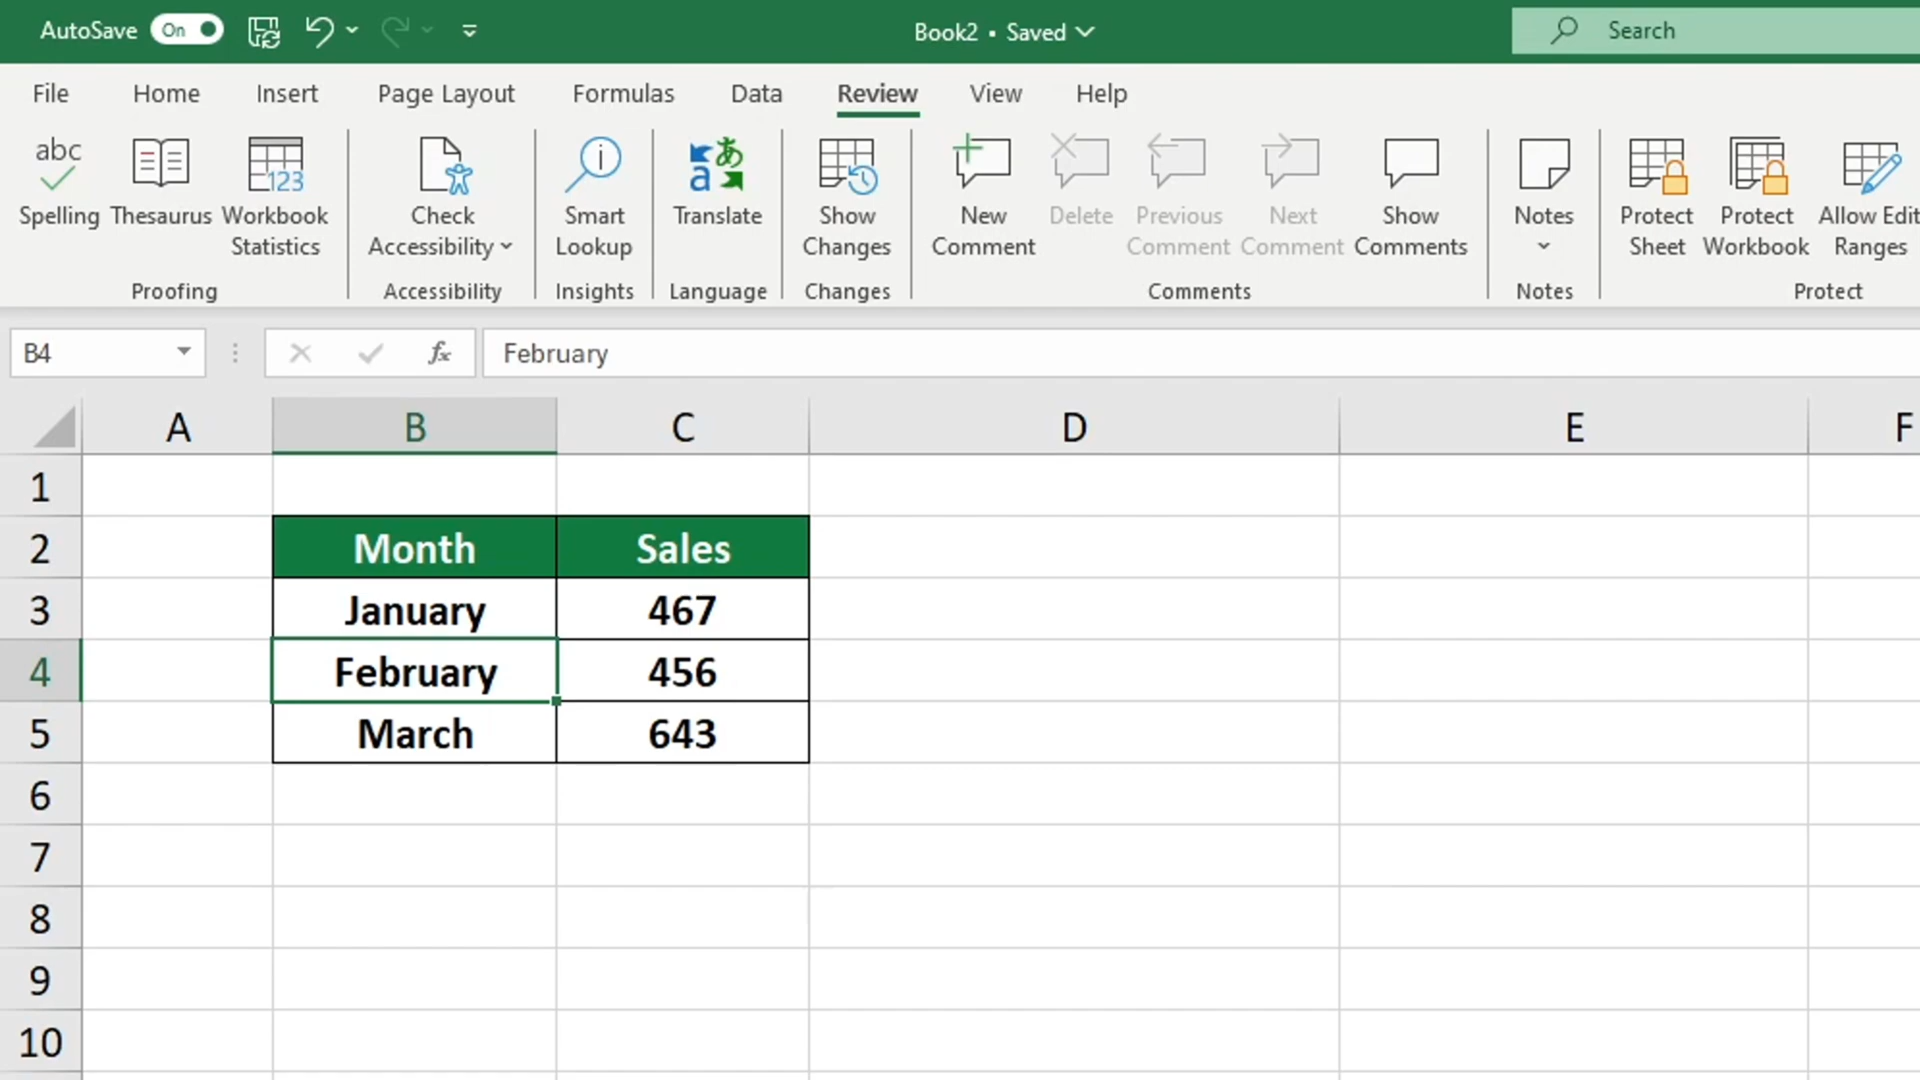 AutoSave On Book2 • Saved Search
File Home Insert Page Layout Formulas Data Review View Help
abc 123 i a あ
Spelling Thesaurus Workbook Statistics Check Accessibility Smart Lookup Translate Show Changes New Comment Delete Previous Comment Next Comment Show Comments Notes Protect Sheet Protect Workbook Allow Edit Ranges
Proofing Accessibility Insights Language Changes Comments Notes Protect
B4 fx February
A B C D E F
1
2 Month Sales
3 January 467
4 February 456
5 March 643
6
7
8
9
10